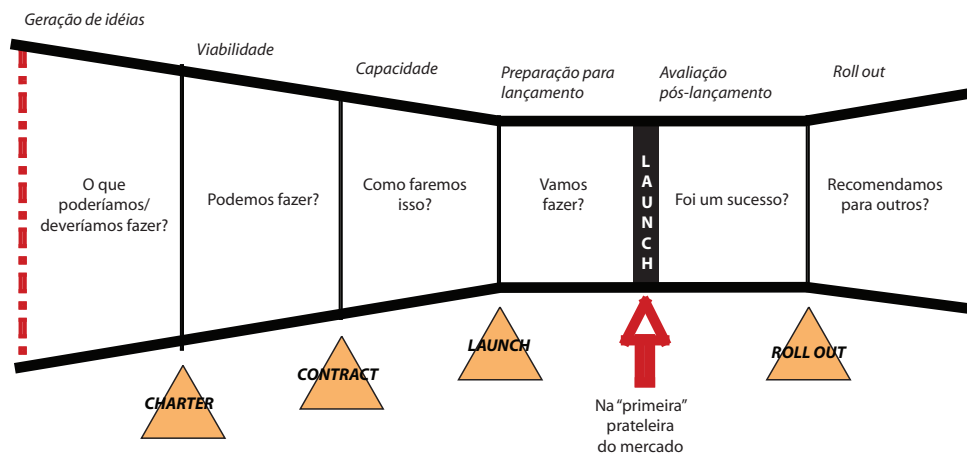 Geração de idéias
Viabilidade
Capacidade
Preparação para
lançamento
Avaliação
pós-lançamento
Roll out
O que
poderíamos/
deveríamos fazer?
Podemos fazer?
Como faremos
isso?
Vamos
fazer?
LAUNCH
Foi um sucesso?
Recomendamos
para outros?
CHARTER
CONTRACT
LAUNCH
ROLL OUT
Na “primeira”
prateleira
do mercado